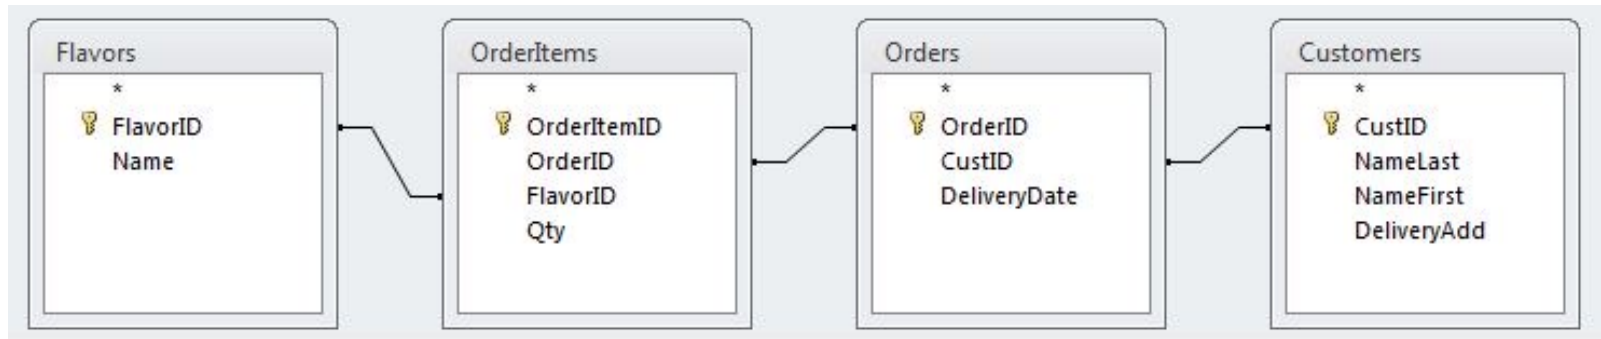 Flavors
*
FlavorID
Name
OrderItems
*
OrderItemID
OrderID
FlavorID
Qty
Orders
*
OrderID
CustID
DeliveryDate
Customers
*
CustID
NameLast
NameFirst
DeliveryAdd